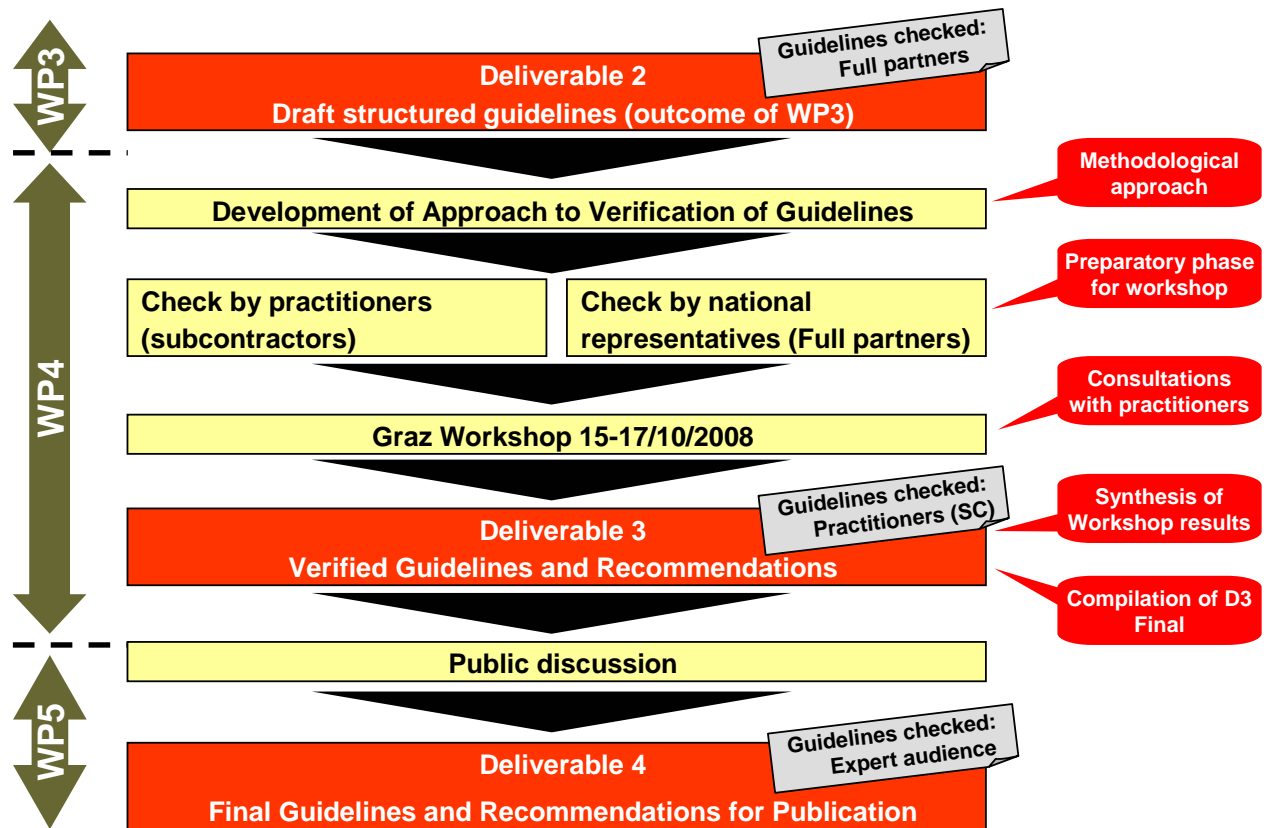 WP3
Guidelines checked:
Full partners
Deliverable 2
Draft structured guidelines (outcome of WP3)
Methodological
approach
Development of Approach to Verification of Guidelines
WP4
Preparatory phase
for workshop
Check by practitioners
(subcontractors)
Check by national
representatives (Full partners)
Consultations
with practitioners
Graz Workshop 15-17/10/2008
Guidelines checked:
Practitioners (SC)
Synthesis of
Workshop results
Deliverable 3
Verified Guidelines and Recommendations
Compilation of D3
Final
Public discussion
WP5
Guidelines checked:
Expert audience
Deliverable 4
Final Guidelines and Recommendations for Publication